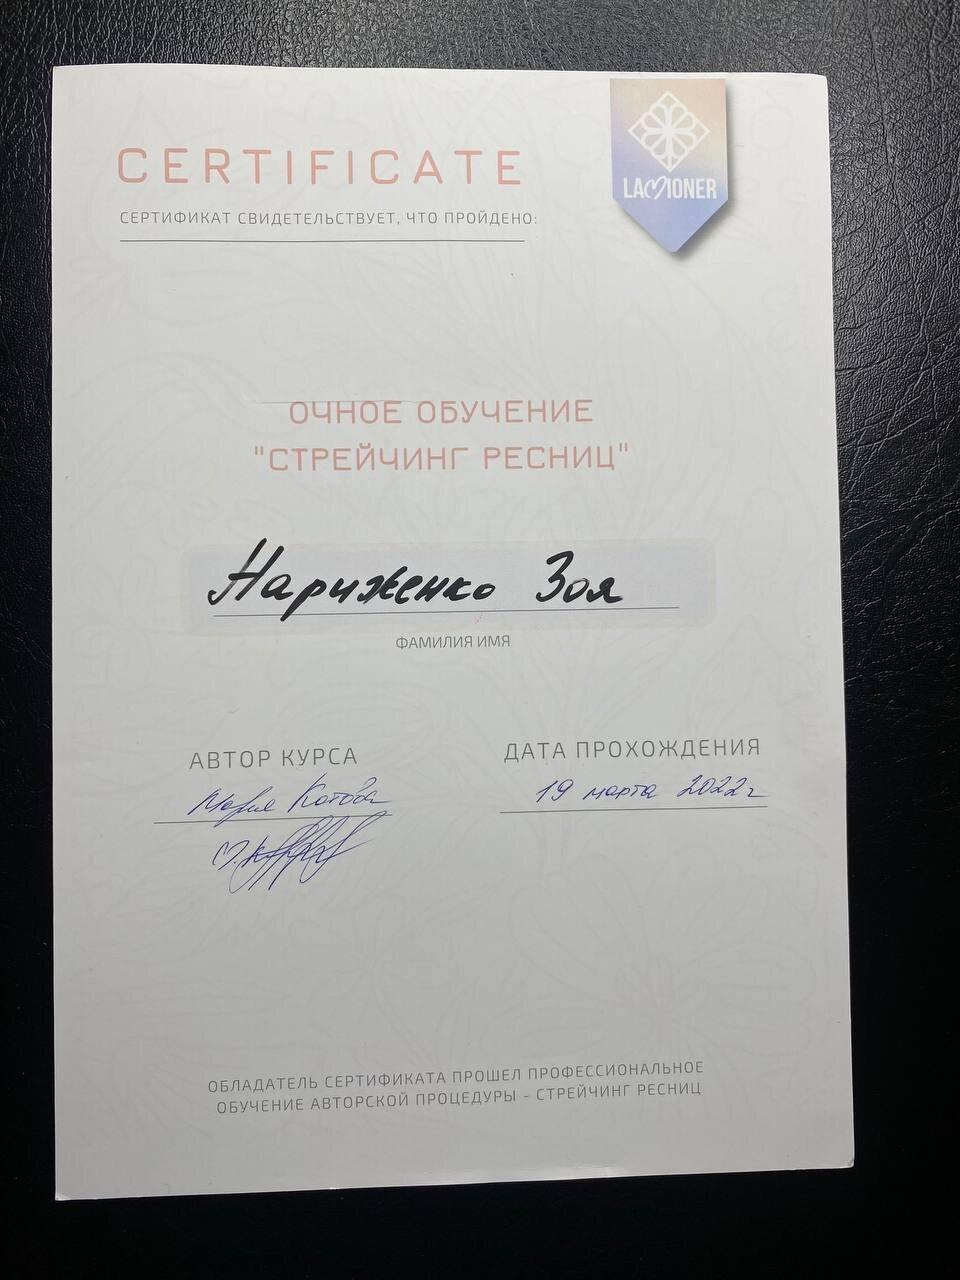 CERTIFICATE
СЕРТИФИКАТ СВИДЕТЕЛЬСТВУЕТ, ЧТО ПРОЙДЕНО:
LAMIONER
ОЧНОЕ ОБУЧЕНИЕ
"СТРЕЙЧИНГ РЕСНИЦ"
Нариженко Зоя
ФАМИЛИЯ ИМЯ
АВТОР КУРСА
Мария Котова
ДАТА ПРОХОЖДЕНИЯ
19 марта 2022г
ОБЛАДАТЕЛЬ СЕРТИФИКАТА ПРОШЕЛ ПРОФЕССИОНАЛЬНОЕ
ОБУЧЕНИЕ АВТОРСКОЙ ПРОЦЕДУРЫ - СТРЕЙЧИНГ РЕСНИЦ